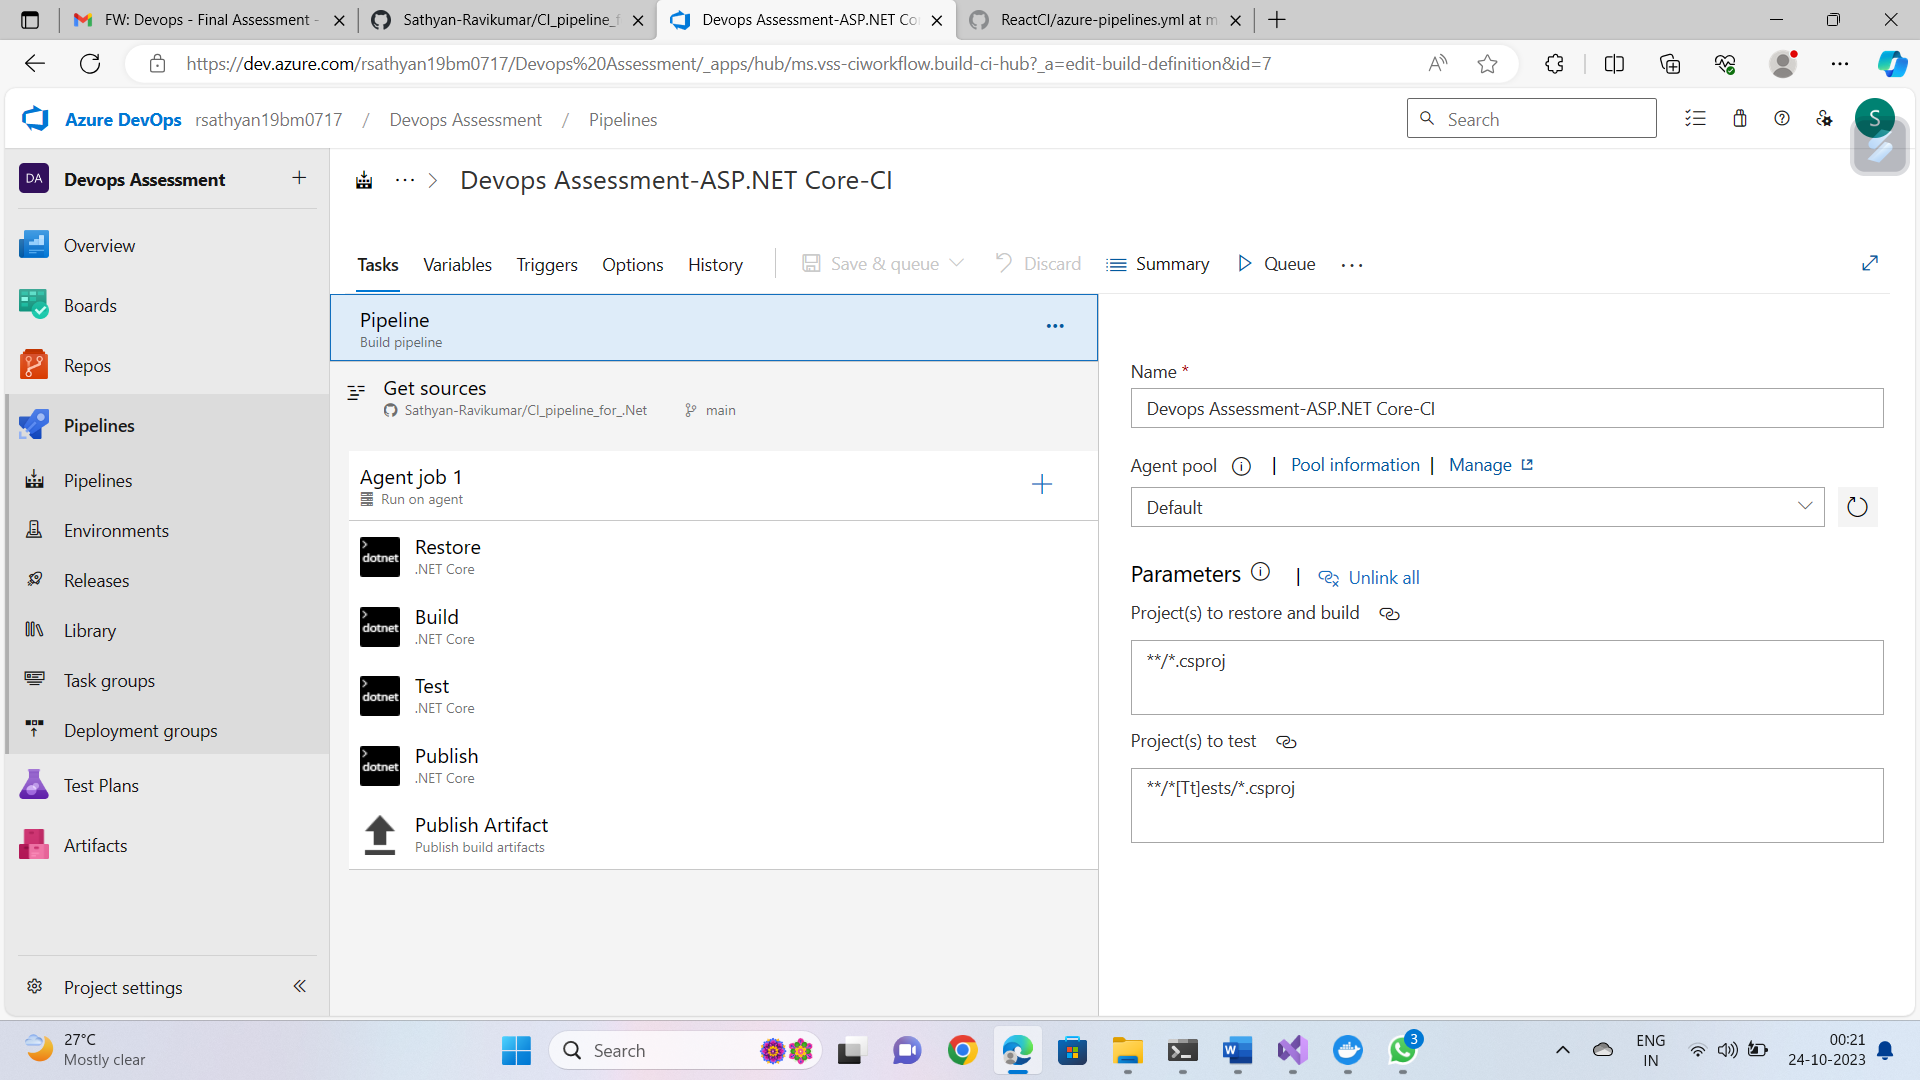 FW: Devops - Final Assessment -
Sathyan-Ravikumar/CI_pipeline_f
Devops Assessment-ASP.NET Co
ReactCI/azure-pipelines.yml at m
https://dev.azure.com/rsathyan19bm0717/Devops%20Assessment/_apps/hub/ms.vss-ciworkflow.build-ci-hub?_a=edit-build-definition&id=7
Azure DevOps rsathyan19bm0717 / Devops Assessment / Pipelines
Search
S
DA Devops Assessment
Overview
Boards
Repos
Pipelines
Pipelines
Environments
Releases
Library
Task groups
Deployment groups
Test Plans
Artifacts
Project settings
Devops Assessment-ASP.NET Core-CI
Tasks Variables Triggers Options History Save & queue Discard Summary Queue
Pipeline
Build pipeline
Get sources
Sathyan-Ravikumar/CI_pipeline_for_.Net main
Agent job 1
Run on agent
dotnet
Restore
.NET Core
dotnet
Build
.NET Core
dotnet
Test
.NET Core
dotnet
Publish
.NET Core
Publish Artifact
Publish build artifacts
Name *
Devops Assessment-ASP.NET Core-CI
Agent pool | Pool information | Manage
Default
Parameters | Unlink all
Project(s) to restore and build
**/*.csproj
Project(s) to test
**/*[Tt]ests/*.csproj
27°C
Mostly clear
Search
3
ENG
IN
00:21
24-10-2023